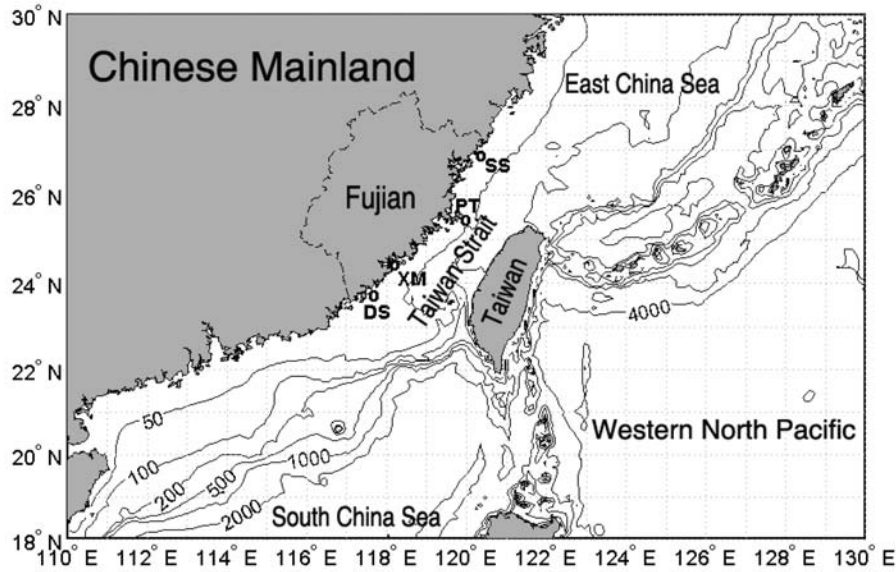 30° N
28° N
26° N
24° N
22° N
20° N
18° N
Chinese Mainland
East China Sea
SS
Fujian
PT
Taiwan Strait
XM
DS
Taiwan
4000
50
100
200
500
1000
2000
Western North Pacific
South China Sea
110° E
112° E
114° E
116° E
118° E
120° E
122° E
124° E
126° E
128° E
130° E